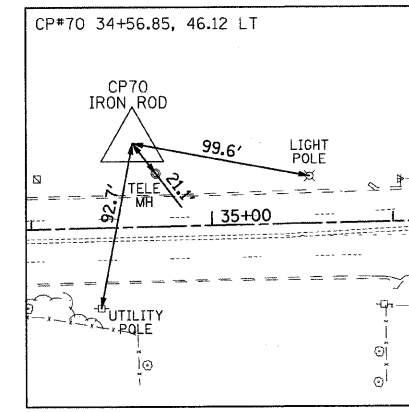 CP#70 34+56.85, 46.12 LT
CP70
IRON ROD
99.6'
LIGHT
POLE
21.1'
TELE
MH
92.7'
35+00
UTILITY
POLE